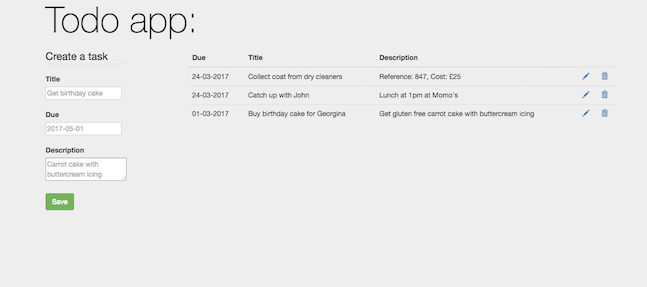 Todo app:
Create a task
Title
Get birthday cake
Due
2017-05-01
Description
Carrot cake with
buttercream icing
Save
Due Title Description
24-03-2017 Collect coat from dry cleaners Reference: 847, Cost: £25
24-03-2017 Catch up with John Lunch at 1pm at Momo's
01-03-2017 Buy birthday cake for Georgina Get gluten free carrot cake with buttercream icing